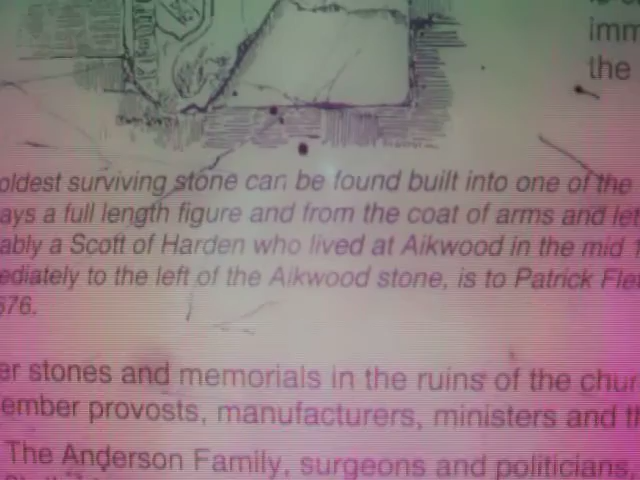 imm
the
oldest surviving stone can be found built into one of the
ays a full length figure and from the coat of arms and let
ably a Scott of Harden who lived at Aikwood in the mid
ediately to the left of the Aikwood stone, is to Patrick Fle
676.
er stones and memorials in the ruins of the chur
ember provosts, manufacturers, ministers and th
The Anderson Family, surgeons and politicians,